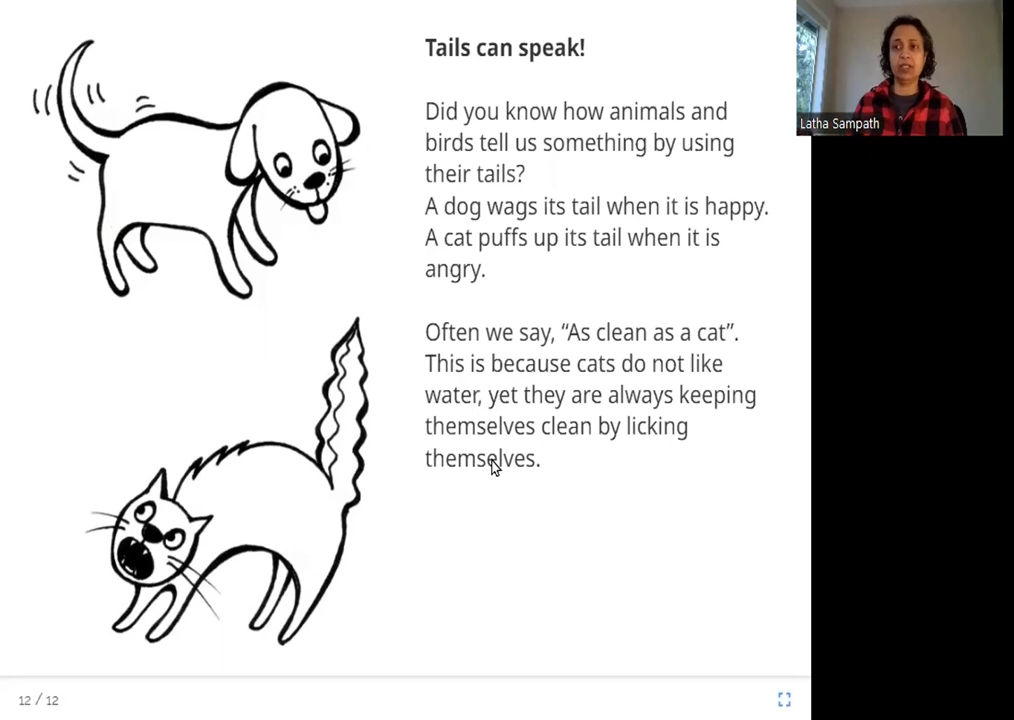 Tails can speak!
Did you know how animals and
birds tell us something by using
their tails?
A dog wags its tail when it is happy.
A cat puffs up its tail when it is
angry.
Often we say, “As clean as a cat”.
This is because cats do not like
water, yet they are always keeping
themselves clean by licking
themselves.
Latha Sampath
12 / 12